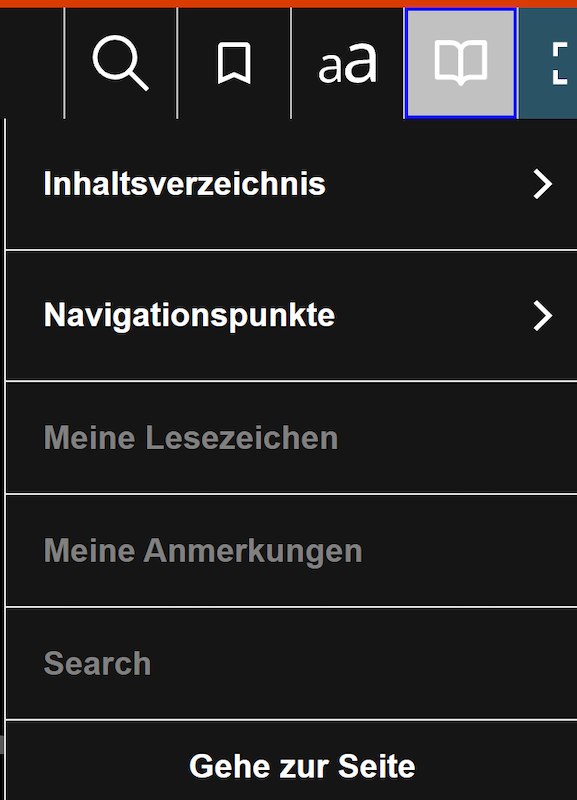 aa
Inhaltsverzeichnis
Navigationspunkte
Meine Lesezeichen
Meine Anmerkungen
Search
Gehe zur Seite